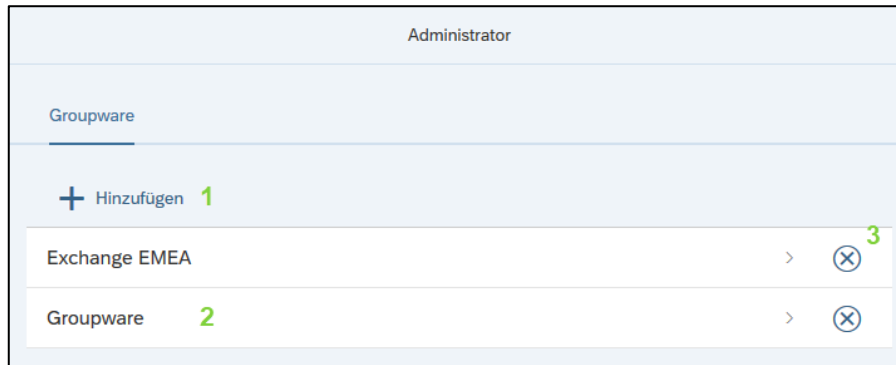 Administrator
Groupware
Hinzufügen 1
3
Exchange EMEA
Groupware 2